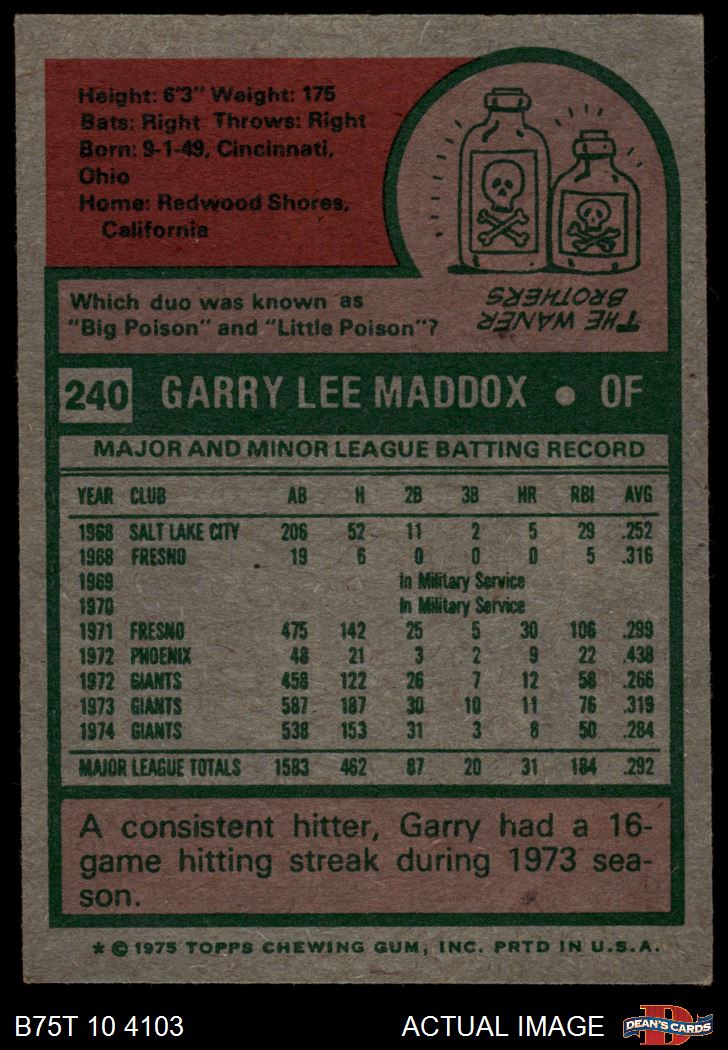 Height: 6'3" Weight: 175
Bats: Right Throws: Right
Born: 9-1-49, Cincinnati,
Ohio
Home: Redwood Shores,
California
Which duo was known as
"Big Poison" and "Little Poison"?
THE WANER
BROTHERS
240 GARRY LEE MADDOX • OF
MAJOR AND MINOR LEAGUE BATTING RECORD
YEAR CLUB AB H 2B 3B HR RBI AVG
1968 SALT LAKE CITY 206 52 11 2 5 29 .252
1968 FRESNO 19 6 0 0 0 5 .316
1969 In Military Service
1970 In Military Service
1971 FRESNO 475 142 25 5 30 106 .299
1972 PHOENIX 48 21 3 2 9 22 .438
1972 GIANTS 458 122 26 7 12 58 .266
1973 GIANTS 587 187 30 10 11 76 .319
1974 GIANTS 538 153 31 3 8 50 .284
MAJOR LEAGUE TOTALS 1583 462 87 20 31 184 .292
A consistent hitter, Garry had a 16-
game hitting streak during 1973 sea-
son.
* © 1975 TOPPS CHEWING GUM, INC. PRTD IN U.S.A.
B75T 10 4103 ACTUAL IMAGE
D
DEAN'S CARDS